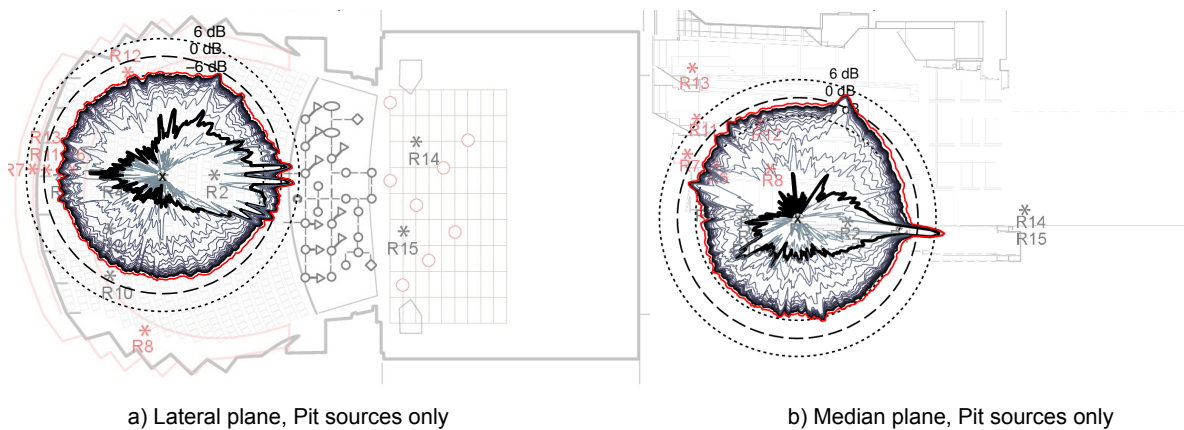 6 dB
0 dB
−6 dB
R12
R7
R2
R14
R15
R10
R8
6 dB
0 dB
R13
R11
R12
R7
R8
R2
R14
R15
a) Lateral plane, Pit sources only
b) Median plane, Pit sources only